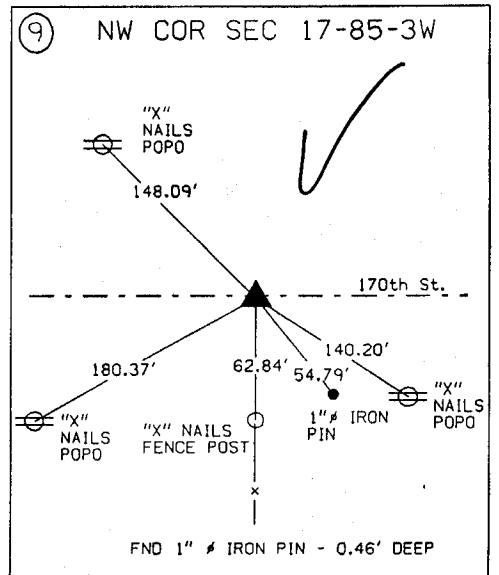 9 NW COR SEC 17-85-3W
"X"
NAILS
POPO
148.09'
170th St.
180.37'
62.84'
54.79'
140.20'
"X"
NAILS
POPO
"X" NAILS
FENCE POST
1"ø IRON
PIN
"X"
NAILS
POPO
x
FND 1" ø IRON PIN - 0.46' DEEP